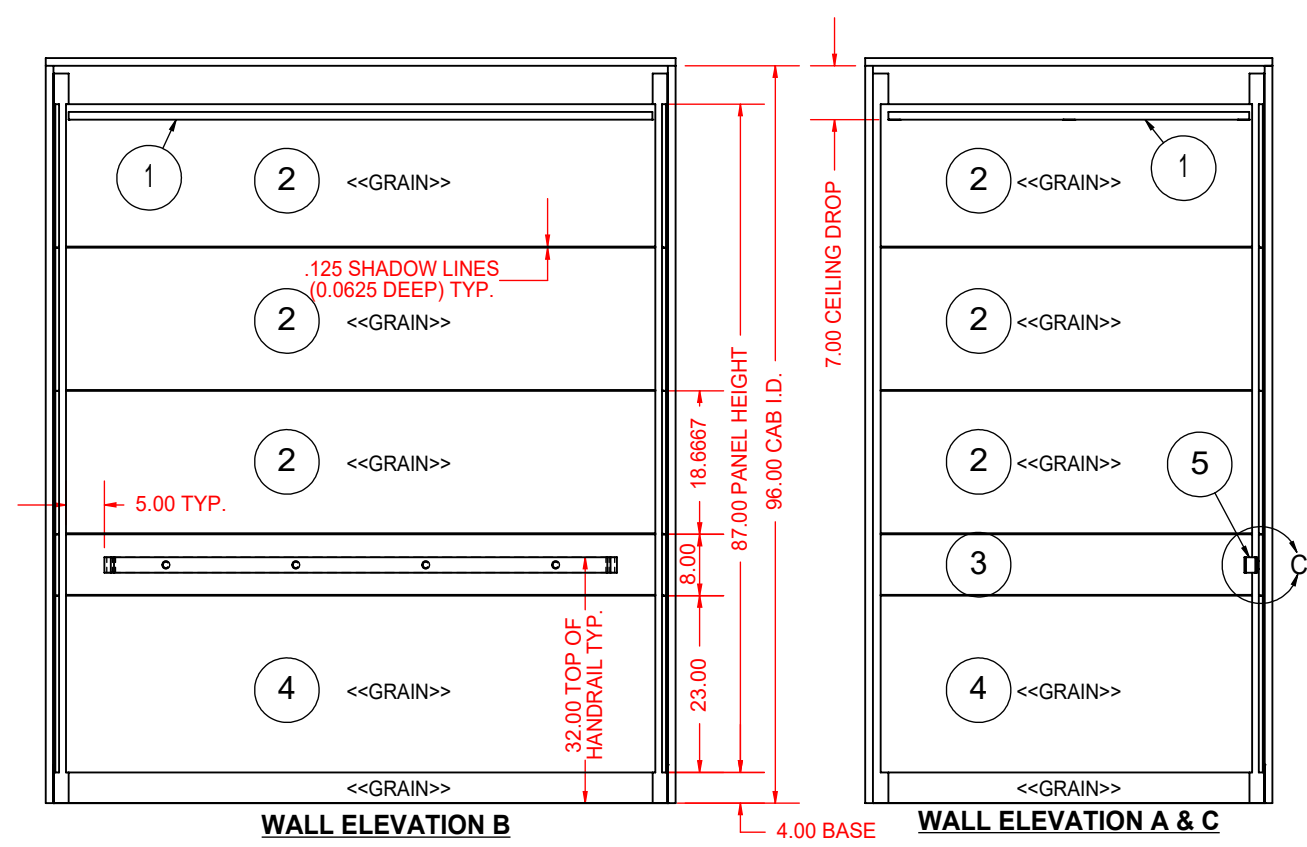 1
2 <<GRAIN>>
.125 SHADOW LINES
(0.0625 DEEP) TYP.
2 <<GRAIN>>
2 <<GRAIN>>
5.00 TYP.
4 <<GRAIN>>
<<GRAIN>>
32.00 TOP OF
HANDRAIL TYP.
18.6667
8.00
23.00
87.00 PANEL HEIGHT
96.00 CAB I.D.
4.00 BASE
WALL ELEVATION B
7.00 CEILING DROP
2 <<GRAIN>>
1
2 <<GRAIN>>
2 <<GRAIN>>
5
3
C
4 <<GRAIN>>
<<GRAIN>>
WALL ELEVATION A & C